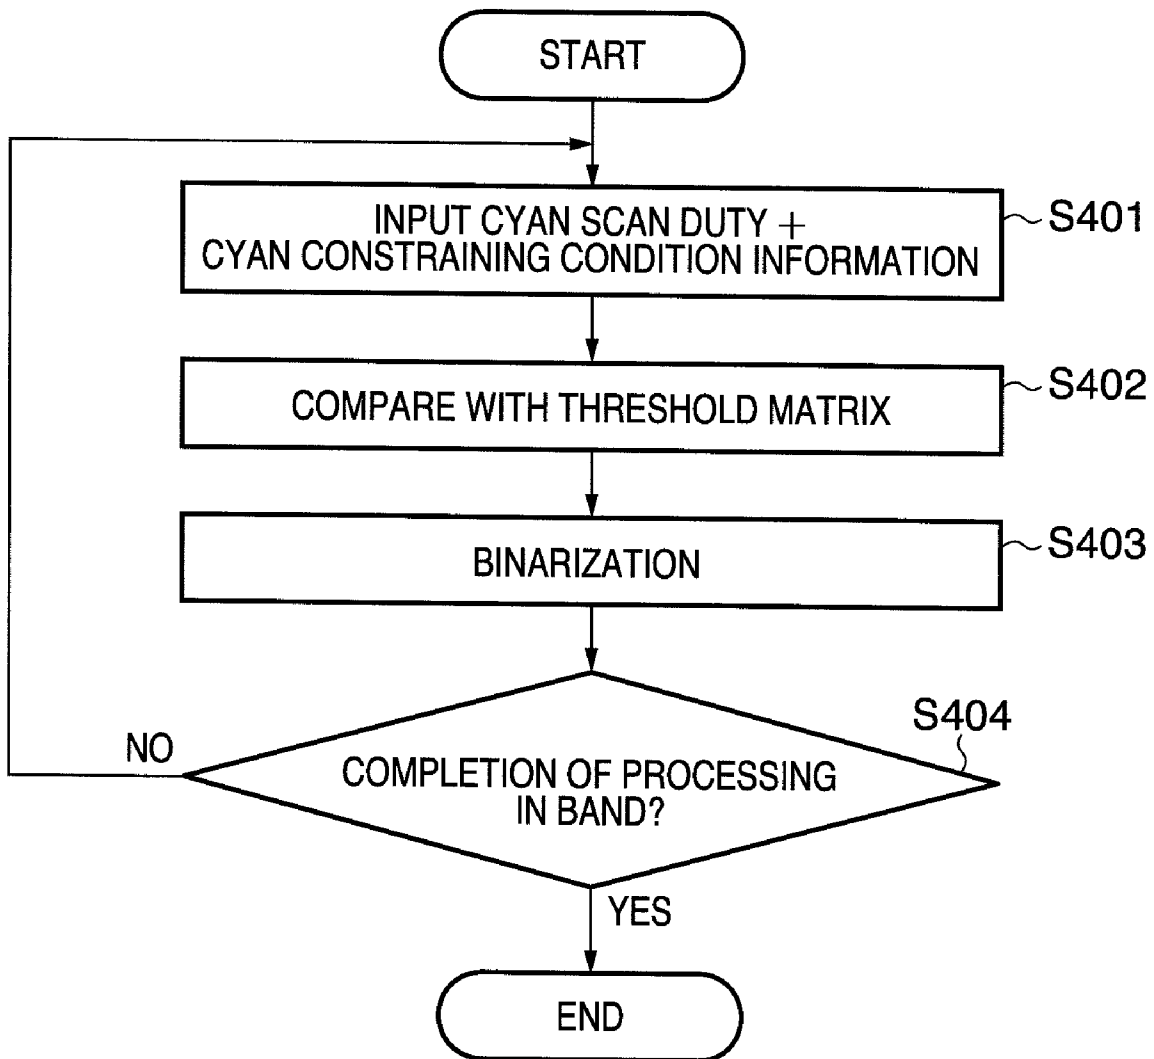 START
INPUT CYAN SCAN DUTY +
CYAN CONSTRAINING CONDITION INFORMATION
S401
COMPARE WITH THRESHOLD MATRIX
S402
BINARIZATION
S403
S404
NO
COMPLETION OF PROCESSING
IN BAND?
YES
END